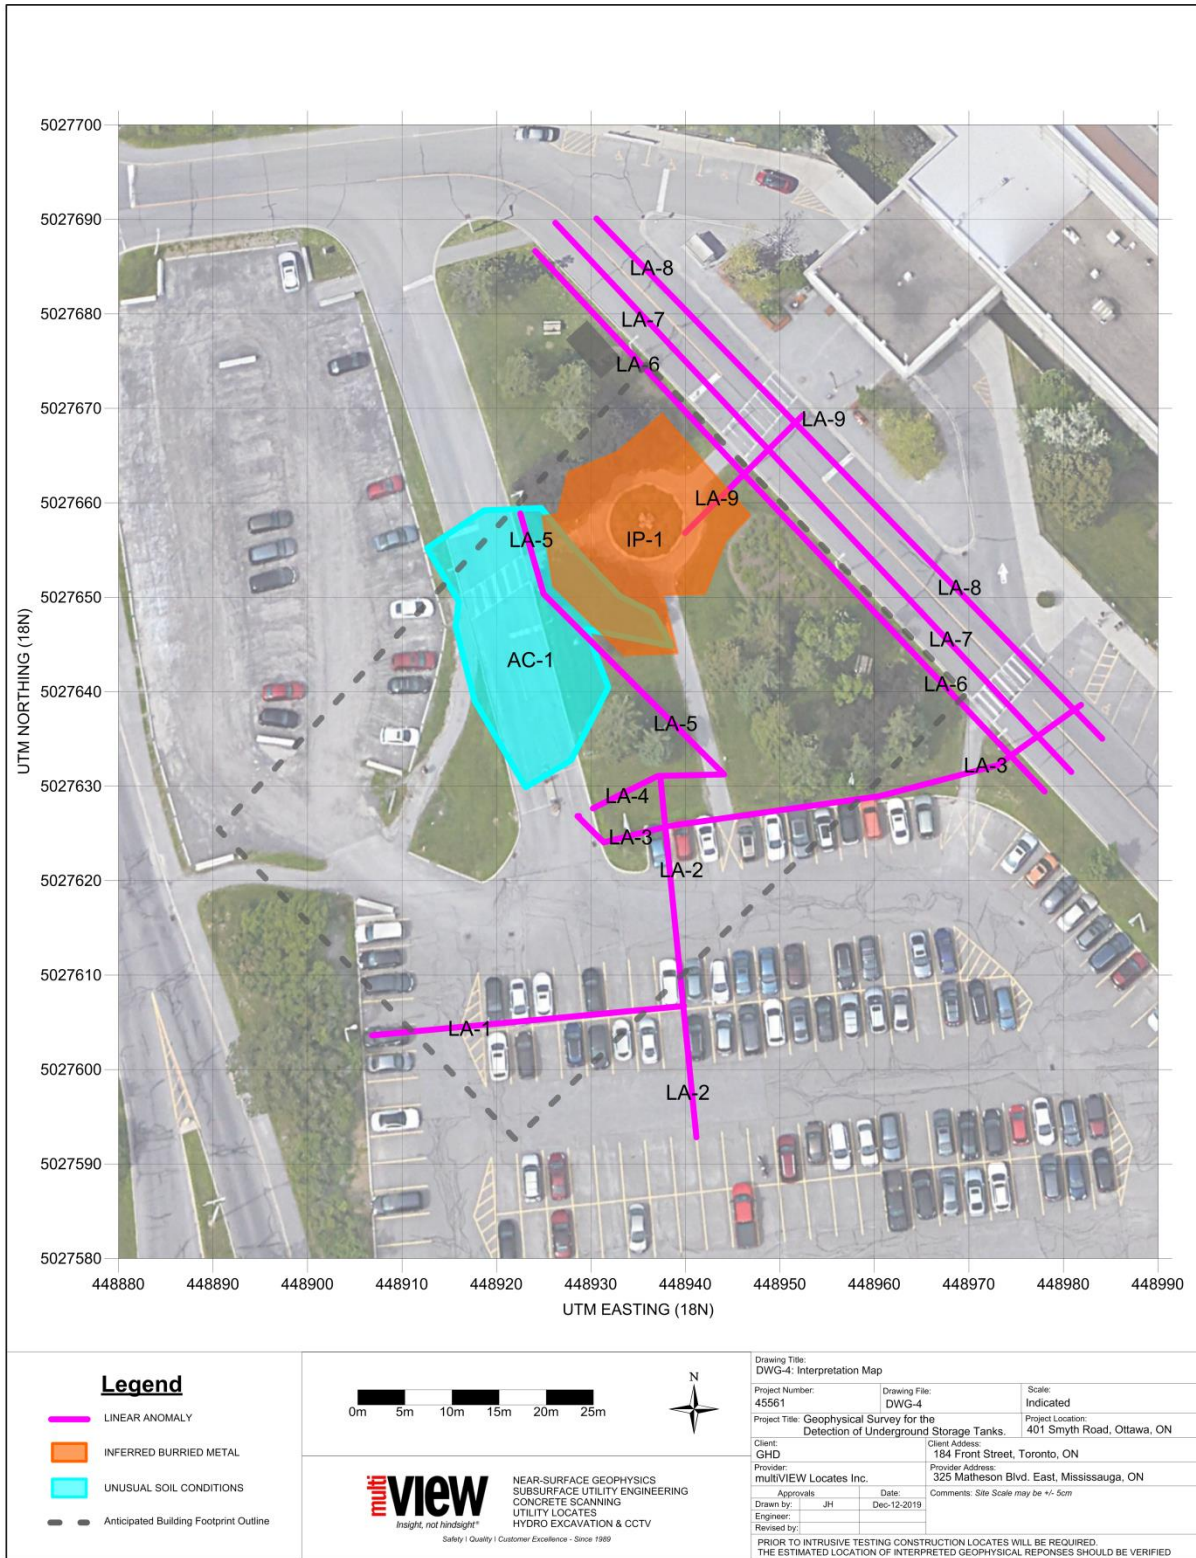 5027700
5027690
5027680
5027670
5027660
5027650
5027640
5027630
5027620
5027610
5027600
5027590
5027580
UTM NORTHING (18N)
LA-8
LA-7
LA-6
LA-9
LA-9
IP-1
LA-5
LA-8
AC-1
LA-7
LA-6
LA-5
LA-3
LA-4
LA-3
LA-2
LA-1
LA-2
448880 448890 448900 448910 448920 448930 448940 448950 448960 448970 448980 448990
UTM EASTING (18N)
Legend
LINEAR ANOMALY
INFERRED BURRIED METAL
UNUSUAL SOIL CONDITIONS
Anticipated Building Footprint Outline
0m 5m 10m 15m 20m 25m
N
multi VIEW
Insight, not hindsight®
NEAR-SURFACE GEOPHYSICS
SUBSURFACE UTILITY ENGINEERING
CONCRETE SCANNING
UTILITY LOCATES
HYDRO EXCAVATION & CCTV
Safety | Quality | Customer Excellence - Since 1989
Drawing Title:
DWG-4: Interpretation Map
Project Number: Drawing File: Scale:
45561 DWG-4 Indicated
Project Title: Geophysical Survey for the
Detection of Underground Storage Tanks.
Project Location:
401 Smyth Road, Ottawa, ON
Client: Client Address:
GHD 184 Front Street, Toronto, ON
Provider: Provider Address:
multiVIEW Locates Inc. 325 Matheson Blvd. East, Mississauga, ON
Approvals Date: Comments: Site Scale may be +/- 5cm
Drawn by: JH Dec-12-2019
Engineer:
Revised by:
PRIOR TO INTRUSIVE TESTING CONSTRUCTION LOCATES WILL BE REQUIRED.
THE ESTIMATED LOCATION OF INTERPRETED GEOPHYSICAL REPONSES SHOULD BE VERIFIED